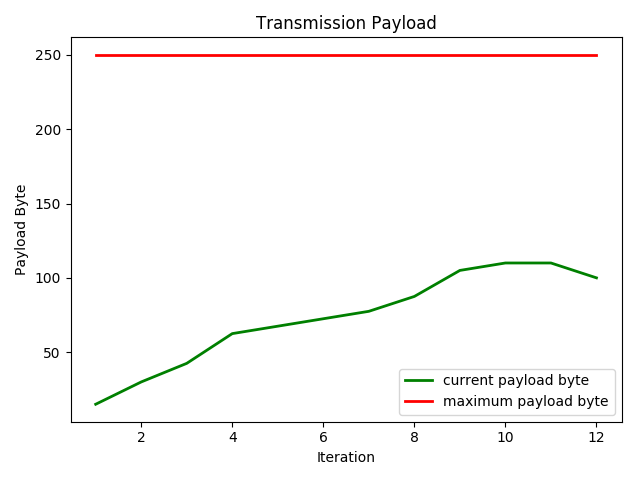 Transmission Payload
250
200
150
100
50
Payload Byte
current payload byte
maximum payload byte
2 4 6 8 10 12
Iteration